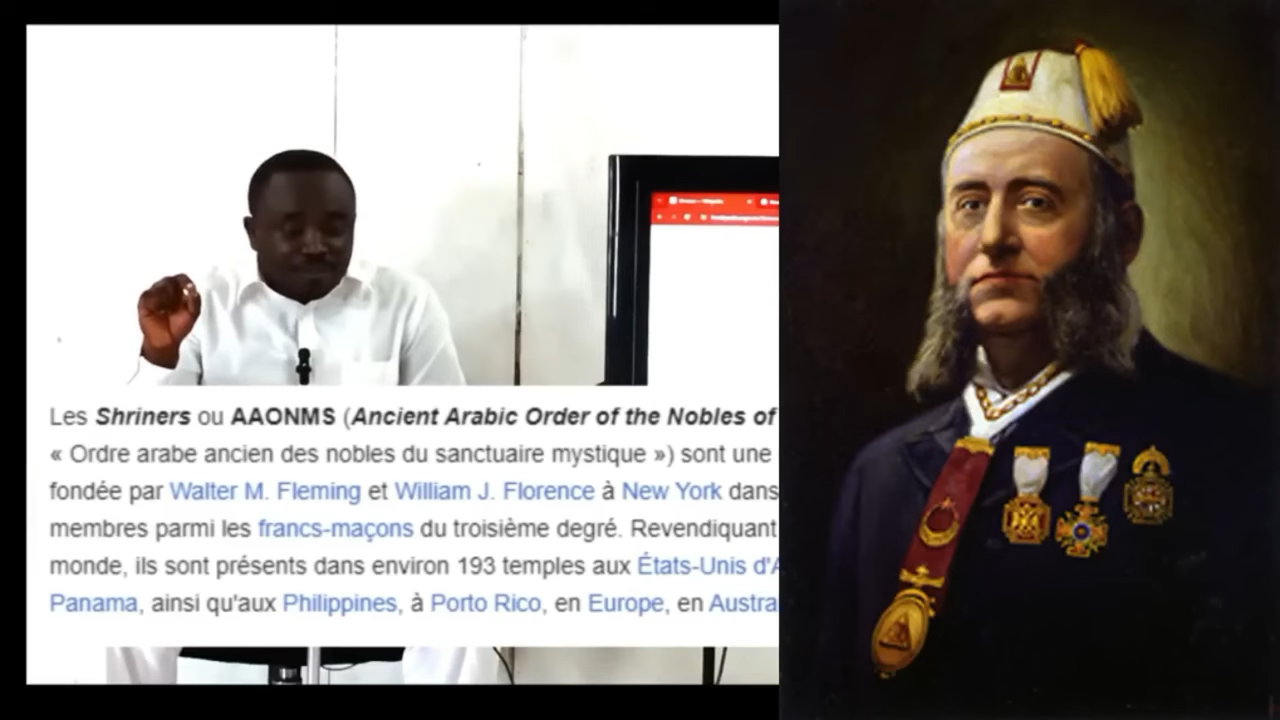 Les Shriners ou AAONMS (Ancient Arabic Order of the Nobles of
« Ordre arabe ancien des nobles du sanctuaire mystique ») sont une
fondée par Walter M. Fleming et William J. Florence à New York dans
membres parmi les francs-maçons du troisième degré. Revendiquant
monde, ils sont présents dans environ 193 temples aux États-Unis d'A
Panama, ainsi qu'aux Philippines, à Porto Rico, en Europe, en Austra